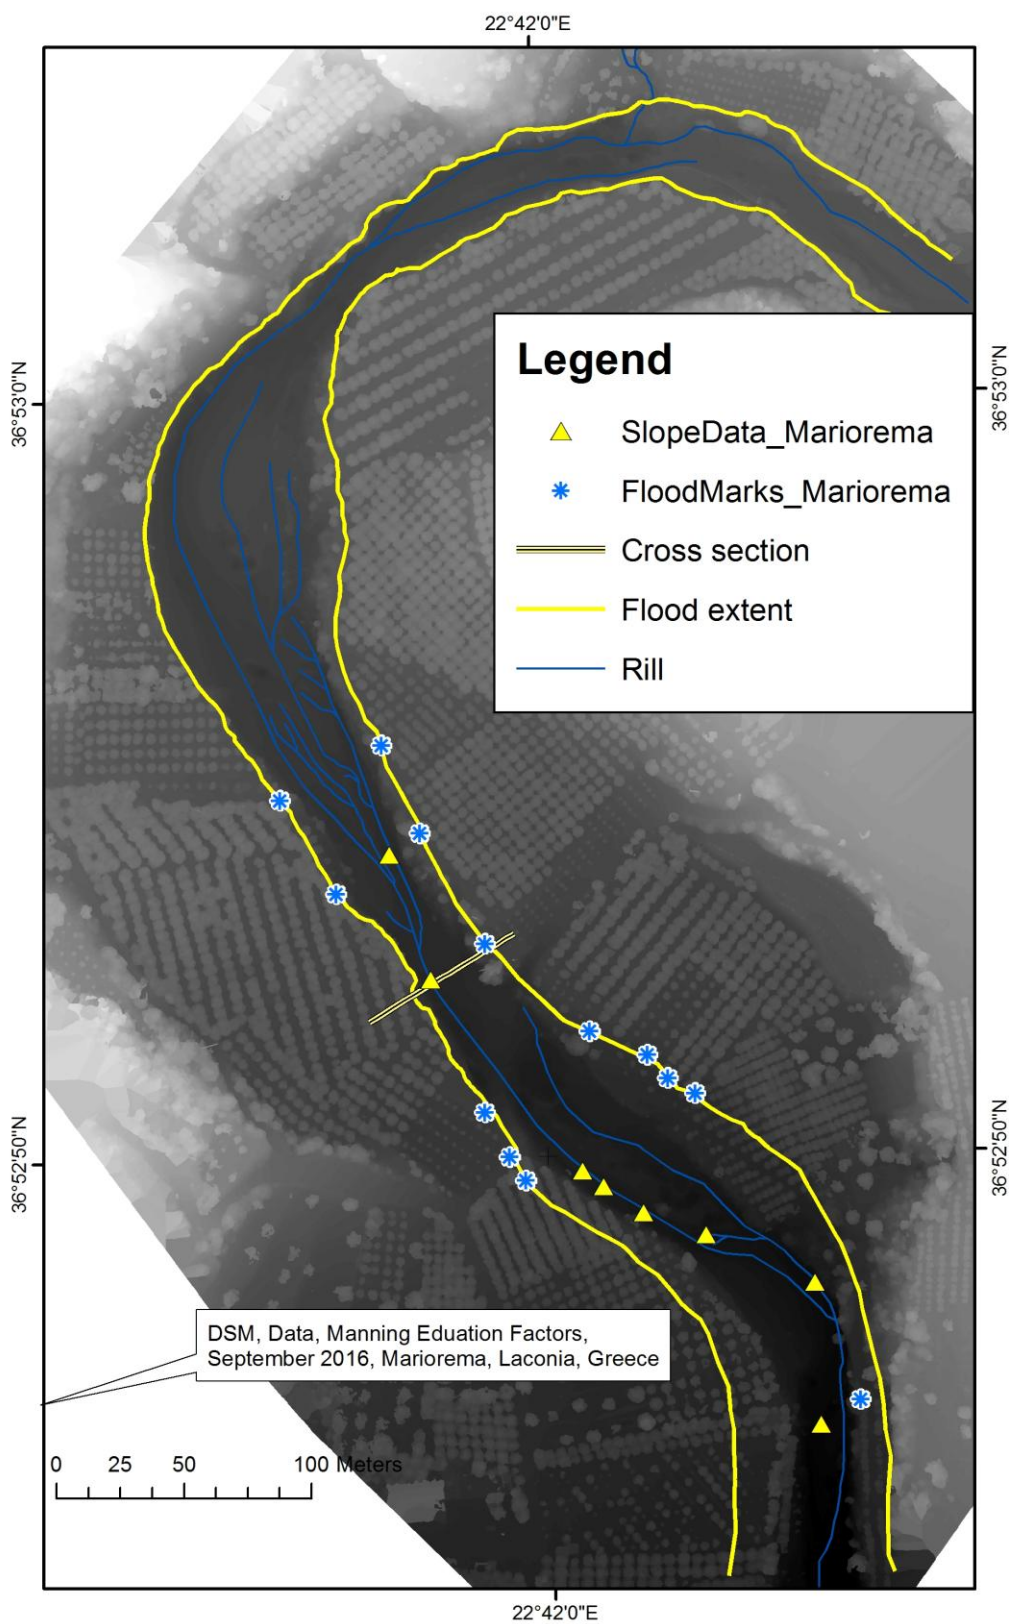 22°42'0"E
36°53'0"N
36°53'0"N
Legend
SlopeData_Mariorema
FloodMarks_Mariorema
Cross section
Flood extent
Rill
36°52'50"N
36°52'50"N
DSM, Data, Manning Eduation Factors,
September 2016, Mariorema, Laconia, Greece
0 25 50 100 Meters
22°42'0"E